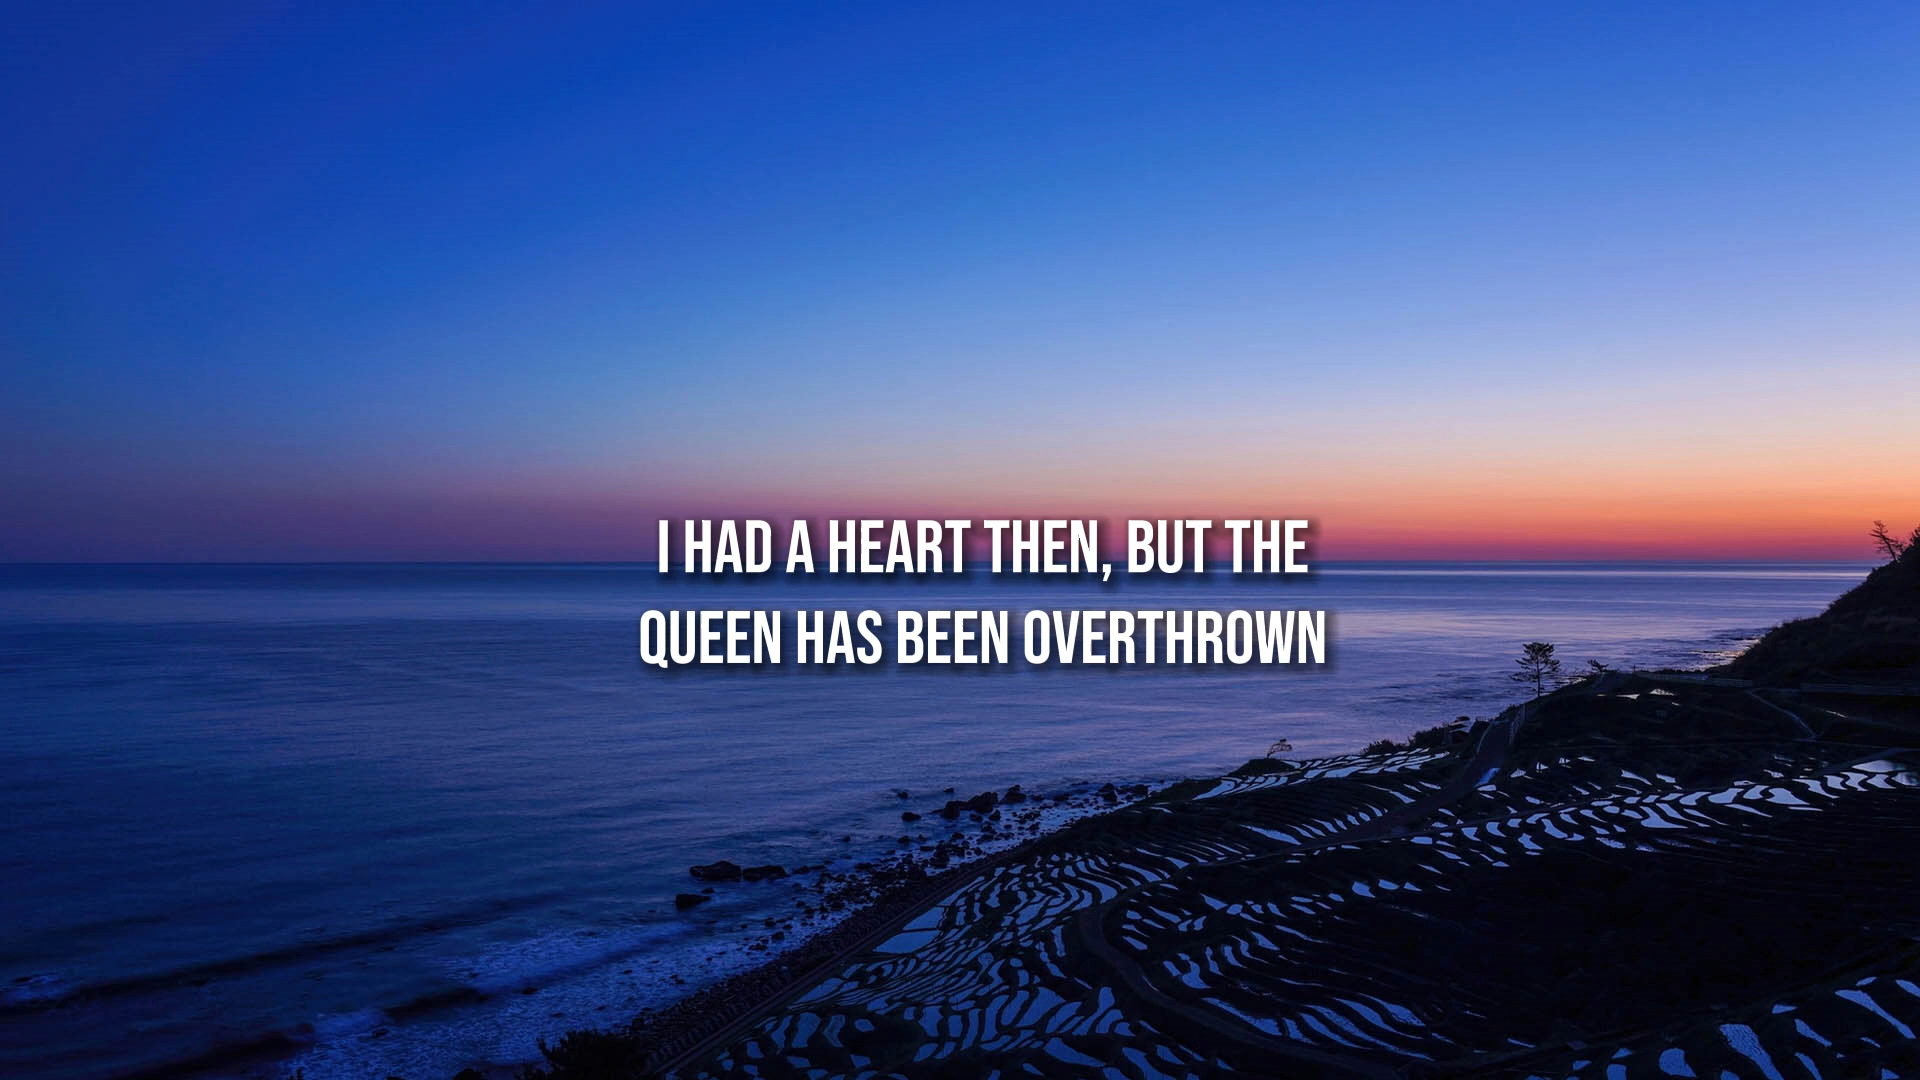 I HAD A HEART THEN, BUT THE
QUEEN HAS BEEN OVERTHROWN